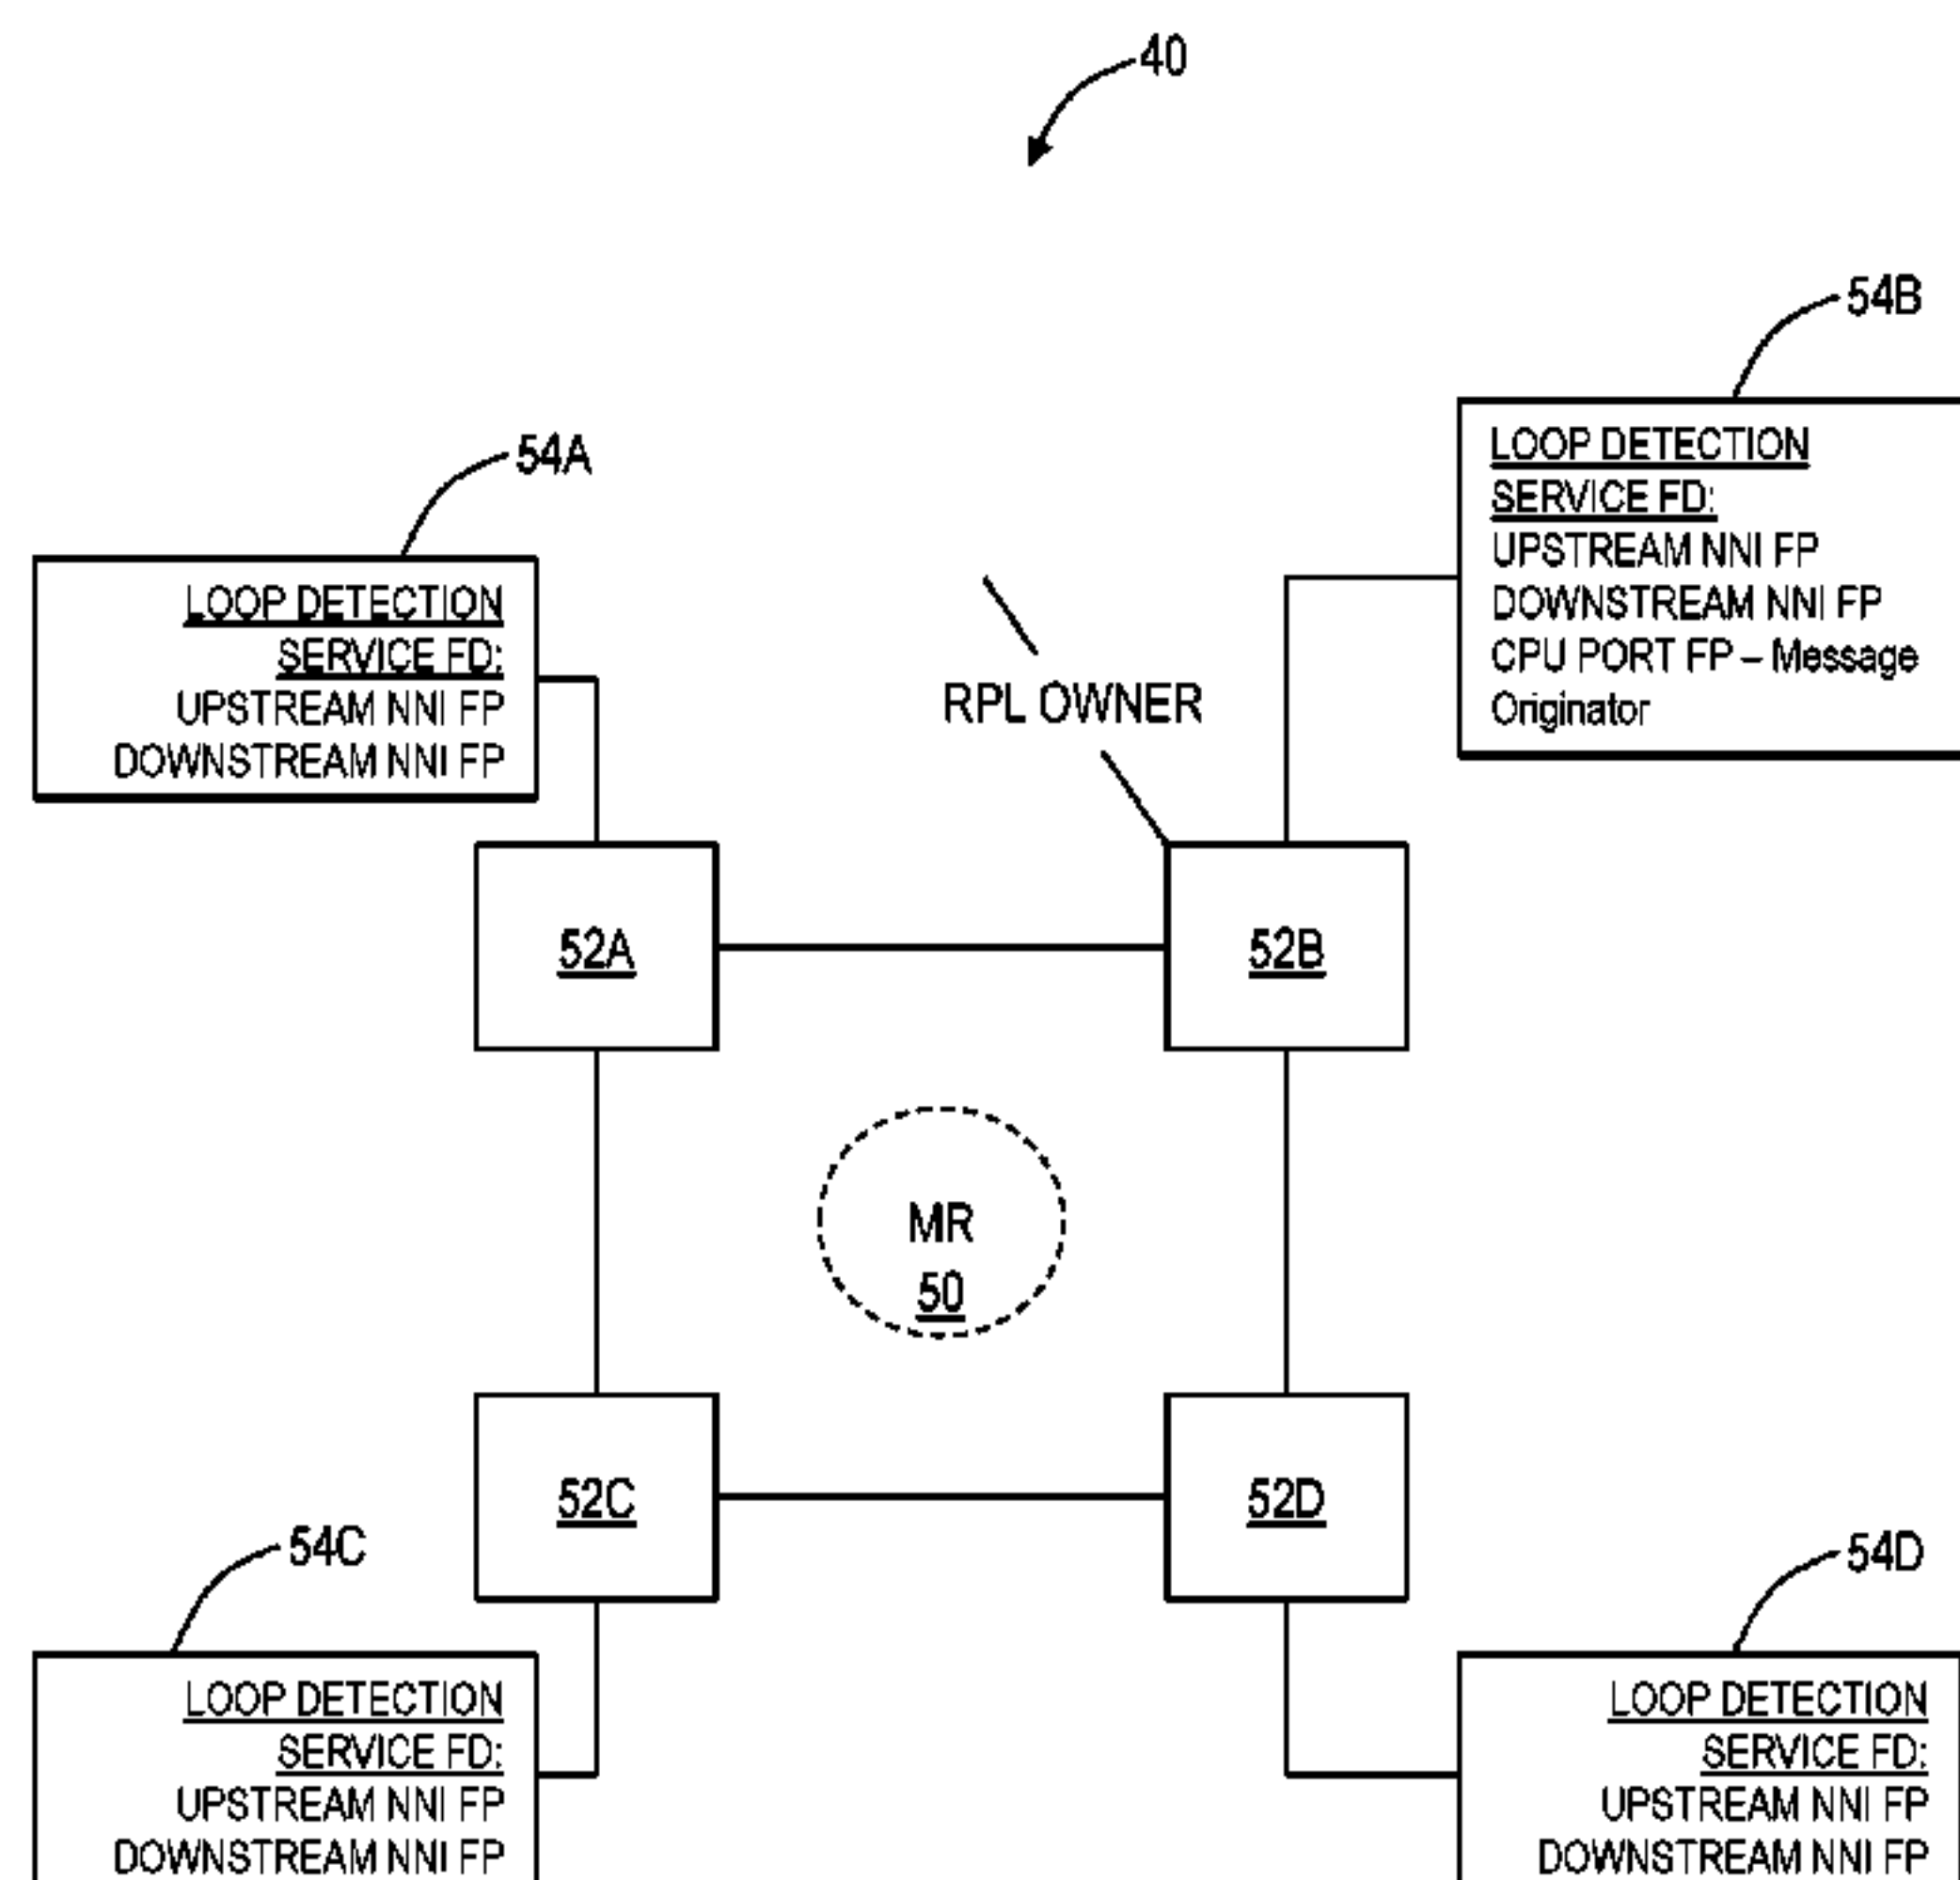 40
54B
LOOP DETECTION
SERVICE FD:
UPSTREAM NNI FP
DOWNSTREAM NNI FP
CPU PORT FP – Message
Originator
54A
LOOP DETECTION
SERVICE FD:
UPSTREAM NNI FP
DOWNSTREAM NNI FP
RPL OWNER
52A
52B
MR
50
52C
52D
54C
LOOP DETECTION
SERVICE FD:
UPSTREAM NNI FP
DOWNSTREAM NNI FP
54D
LOOP DETECTION
SERVICE FD:
UPSTREAM NNI FP
DOWNSTREAM NNI FP